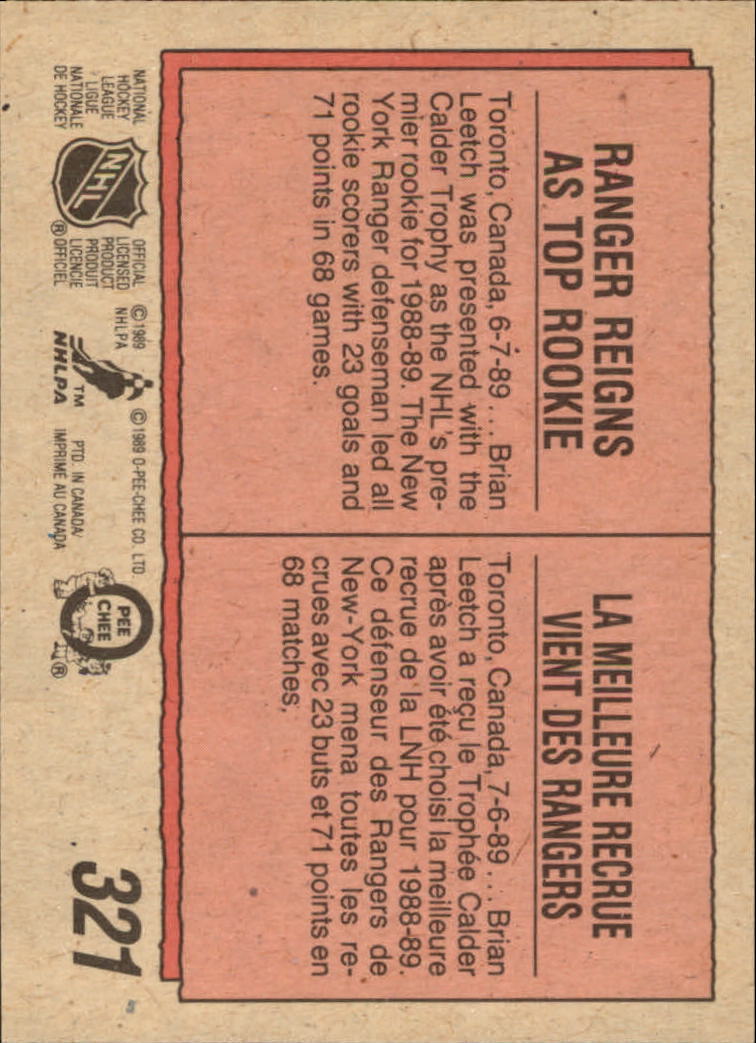 RANGER REIGNS
AS TOP ROOKIE
Toronto, Canada, 6-7-89 ... Brian
Leetch was presented with the
Calder Trophy as the NHL's pre-
mier rookie for 1988-89. The New
York Ranger defenseman led all
rookie scorers with 23 goals and
71 points in 68 games.
LA MEILLEURE RECRUE
VIENT DES RANGERS
Toronto, Canada, 7-6-89 ... Brian
Leetch a reçu le Trophée Calder
après avoir été choisi la meilleure
recrue de la LNH pour 1988-89.
Ce défenseur des Rangers de
New-York mena toutes les re-
crues avec 23 buts et 71 points en
68 matches.
NATIONAL
HOCKEY
LEAGUE
LIGUE
NATIONALE
DE HOCKEY
NHL
OFFICIAL
LICENSED
PRODUCT
PRODUIT
LICENCIE
® OFFICIEL
© 1989
NHLPA
TM
NHLPA
© 1989 O-PEE-CHEE CO. LTD.
PTD. IN CANADA/
IMPRIMÉ AU CANADA
O
PEE
CHEE
®
321